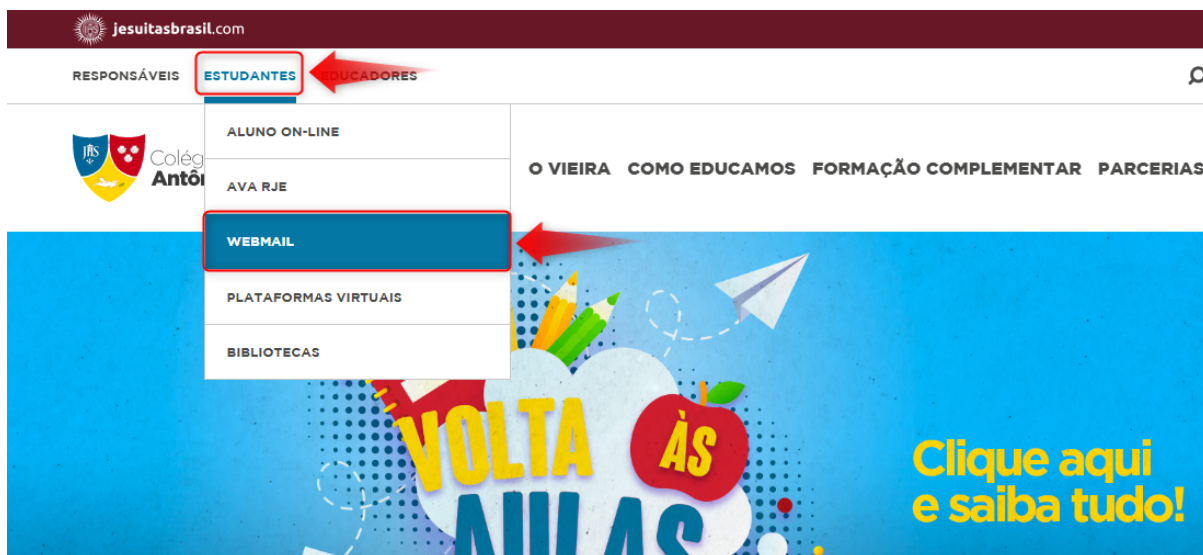 jesuitasbrasil.com
RESPONSÁVEIS ESTUDANTES EDUCADORES
ALUNO ON-LINE
AVA RJE
WEBMAIL
PLATAFORMAS VIRTUAIS
BIBLIOTECAS
O VIEIRA COMO EDUCAMOS FORMAÇÃO COMPLEMENTAR PARCERIAS
VOLTA ÀS
AULAS
Clique aqui
e saiba tudo!